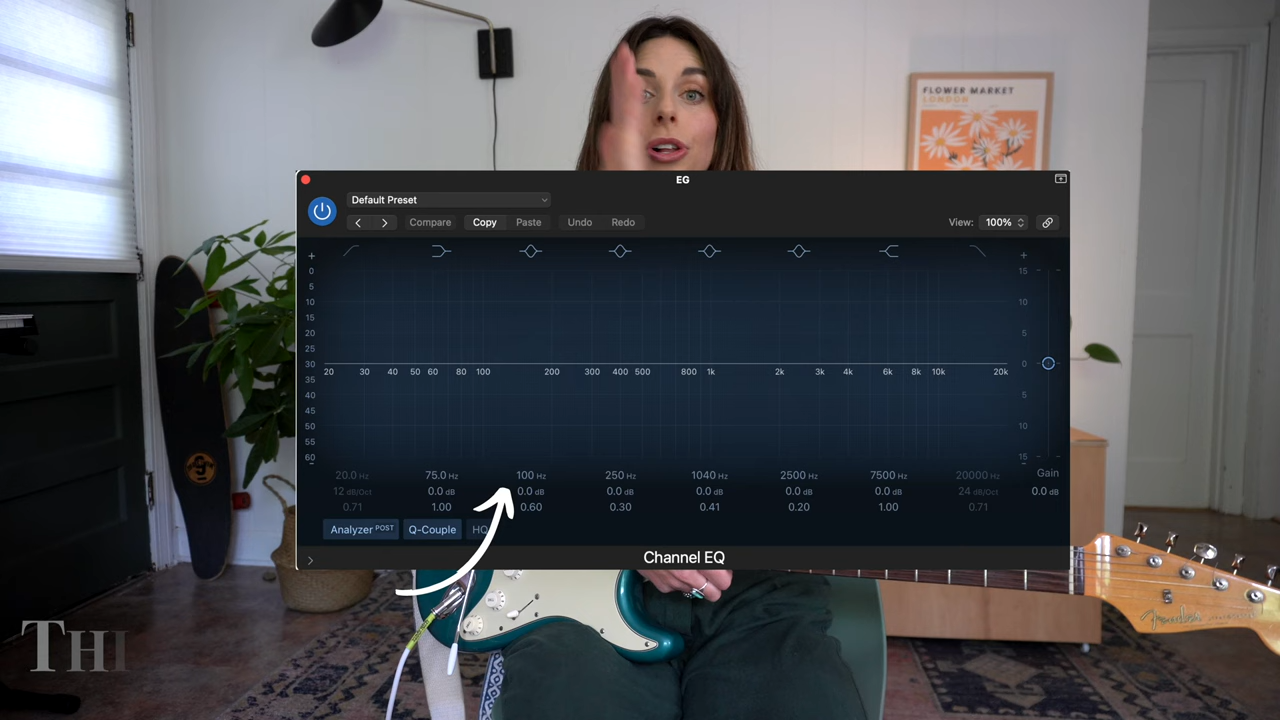 FLOWER MARKET
LONDON
EG
Default Preset
Compare Copy Paste Undo Redo View: 100%
+ +
0 15
5
10 10
15
20 5
25
30 0
20 30 40 50 60 80 100 200 300 400 500 800 1k 2k 3k 4k 6k 8k 10k 20k
35
40 5
45
50 10
55
60 15
- -
20.0 Hz 75.0 Hz 100 Hz 250 Hz 1040 Hz 2500 Hz 7500 Hz 20000 Hz Gain
12 dB/Oct 0.0 dB 0.0 dB 0.0 dB 0.0 dB 0.0 dB 0.0 dB 24 dB/Oct 0.0 dB
0.71 1.00 0.60 0.30 0.41 0.20 1.00 0.71
Analyzer POST Q-Couple HQ
Channel EQ
Fender
THI